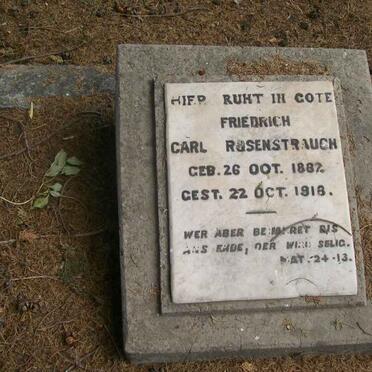 HIER RUHT IN GOTE
FRIEDRICH
CARL ROSENSTRAUCH
GEB. 26 OCT. 1882
GEST. 22 OCT. 1918.
WER ABER BEHARRET BIS
ANS ENDE, DER WIRD SELIG.
MAT. 24-13.